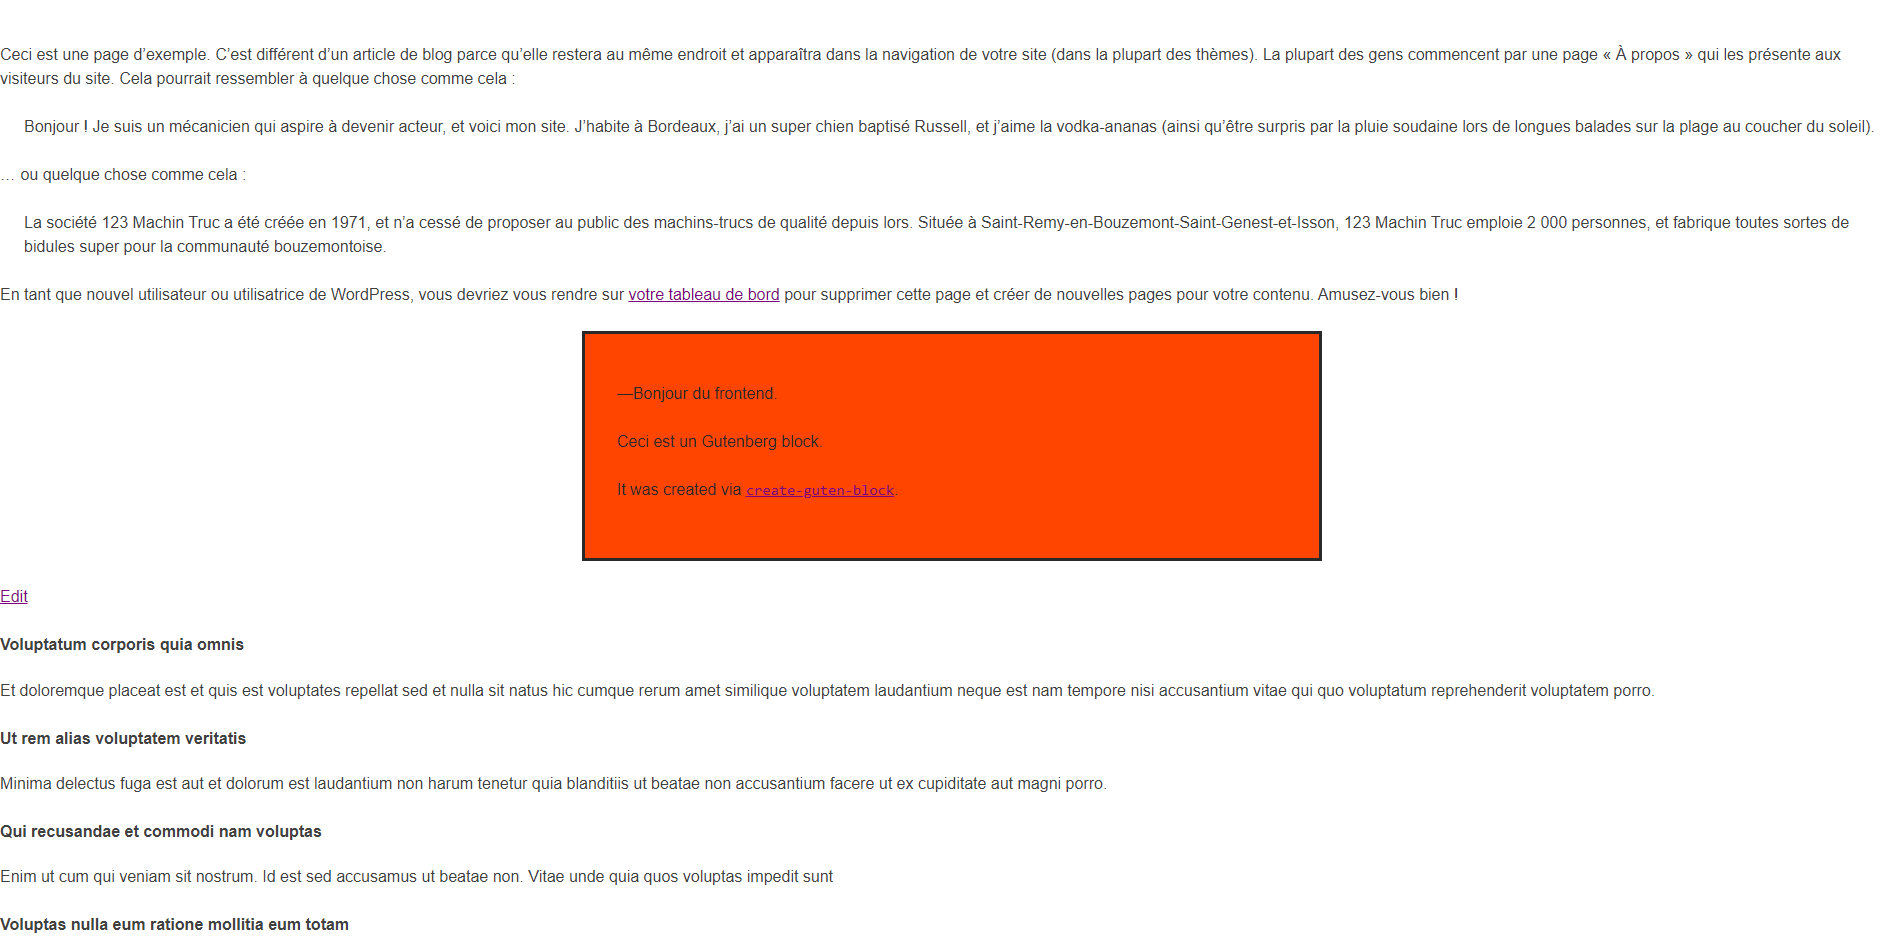 Ceci est une page d’exemple. C’est différent d’un article de blog parce qu’elle restera au même endroit et apparaîtra dans la navigation de votre site (dans la plupart des thèmes). La plupart des gens commencent par une page « À propos » qui les présente aux
visiteurs du site. Cela pourrait ressembler à quelque chose comme cela :
Bonjour ! Je suis un mécanicien qui aspire à devenir acteur, et voici mon site. J’habite à Bordeaux, j’ai un super chien baptisé Russell, et j’aime la vodka-ananas (ainsi qu’être surpris par la pluie soudaine lors de longues balades sur la plage au coucher du soleil).
… ou quelque chose comme cela :
La société 123 Machin Truc a été créée en 1971, et n’a cessé de proposer au public des machins-trucs de qualité depuis lors. Située à Saint-Remy-en-Bouzemont-Saint-Genest-et-Isson, 123 Machin Truc emploie 2 000 personnes, et fabrique toutes sortes de
bidules super pour la communauté bouzemontoise.
En tant que nouvel utilisateur ou utilisatrice de WordPress, vous devriez vous rendre sur votre tableau de bord pour supprimer cette page et créer de nouvelles pages pour votre contenu. Amusez-vous bien !
—Bonjour du frontend.
Ceci est un Gutenberg block.
It was created via create-guten-block.
Edit
Voluptatum corporis quia omnis
Et doloremque placeat est et quis est voluptates repellat sed et nulla sit natus hic cumque rerum amet similique voluptatem laudantium neque est nam tempore nisi accusantium vitae qui quo voluptatum reprehenderit voluptatem porro.
Ut rem alias voluptatem veritatis
Minima delectus fuga est aut et dolorum est laudantium non harum tenetur quia blanditiis ut beatae non accusantium facere ut ex cupiditate aut magni porro.
Qui recusandae et commodi nam voluptas
Enim ut cum qui veniam sit nostrum. Id est sed accusamus ut beatae non. Vitae unde quia quos voluptas impedit sunt
Voluptas nulla eum ratione mollitia eum totam